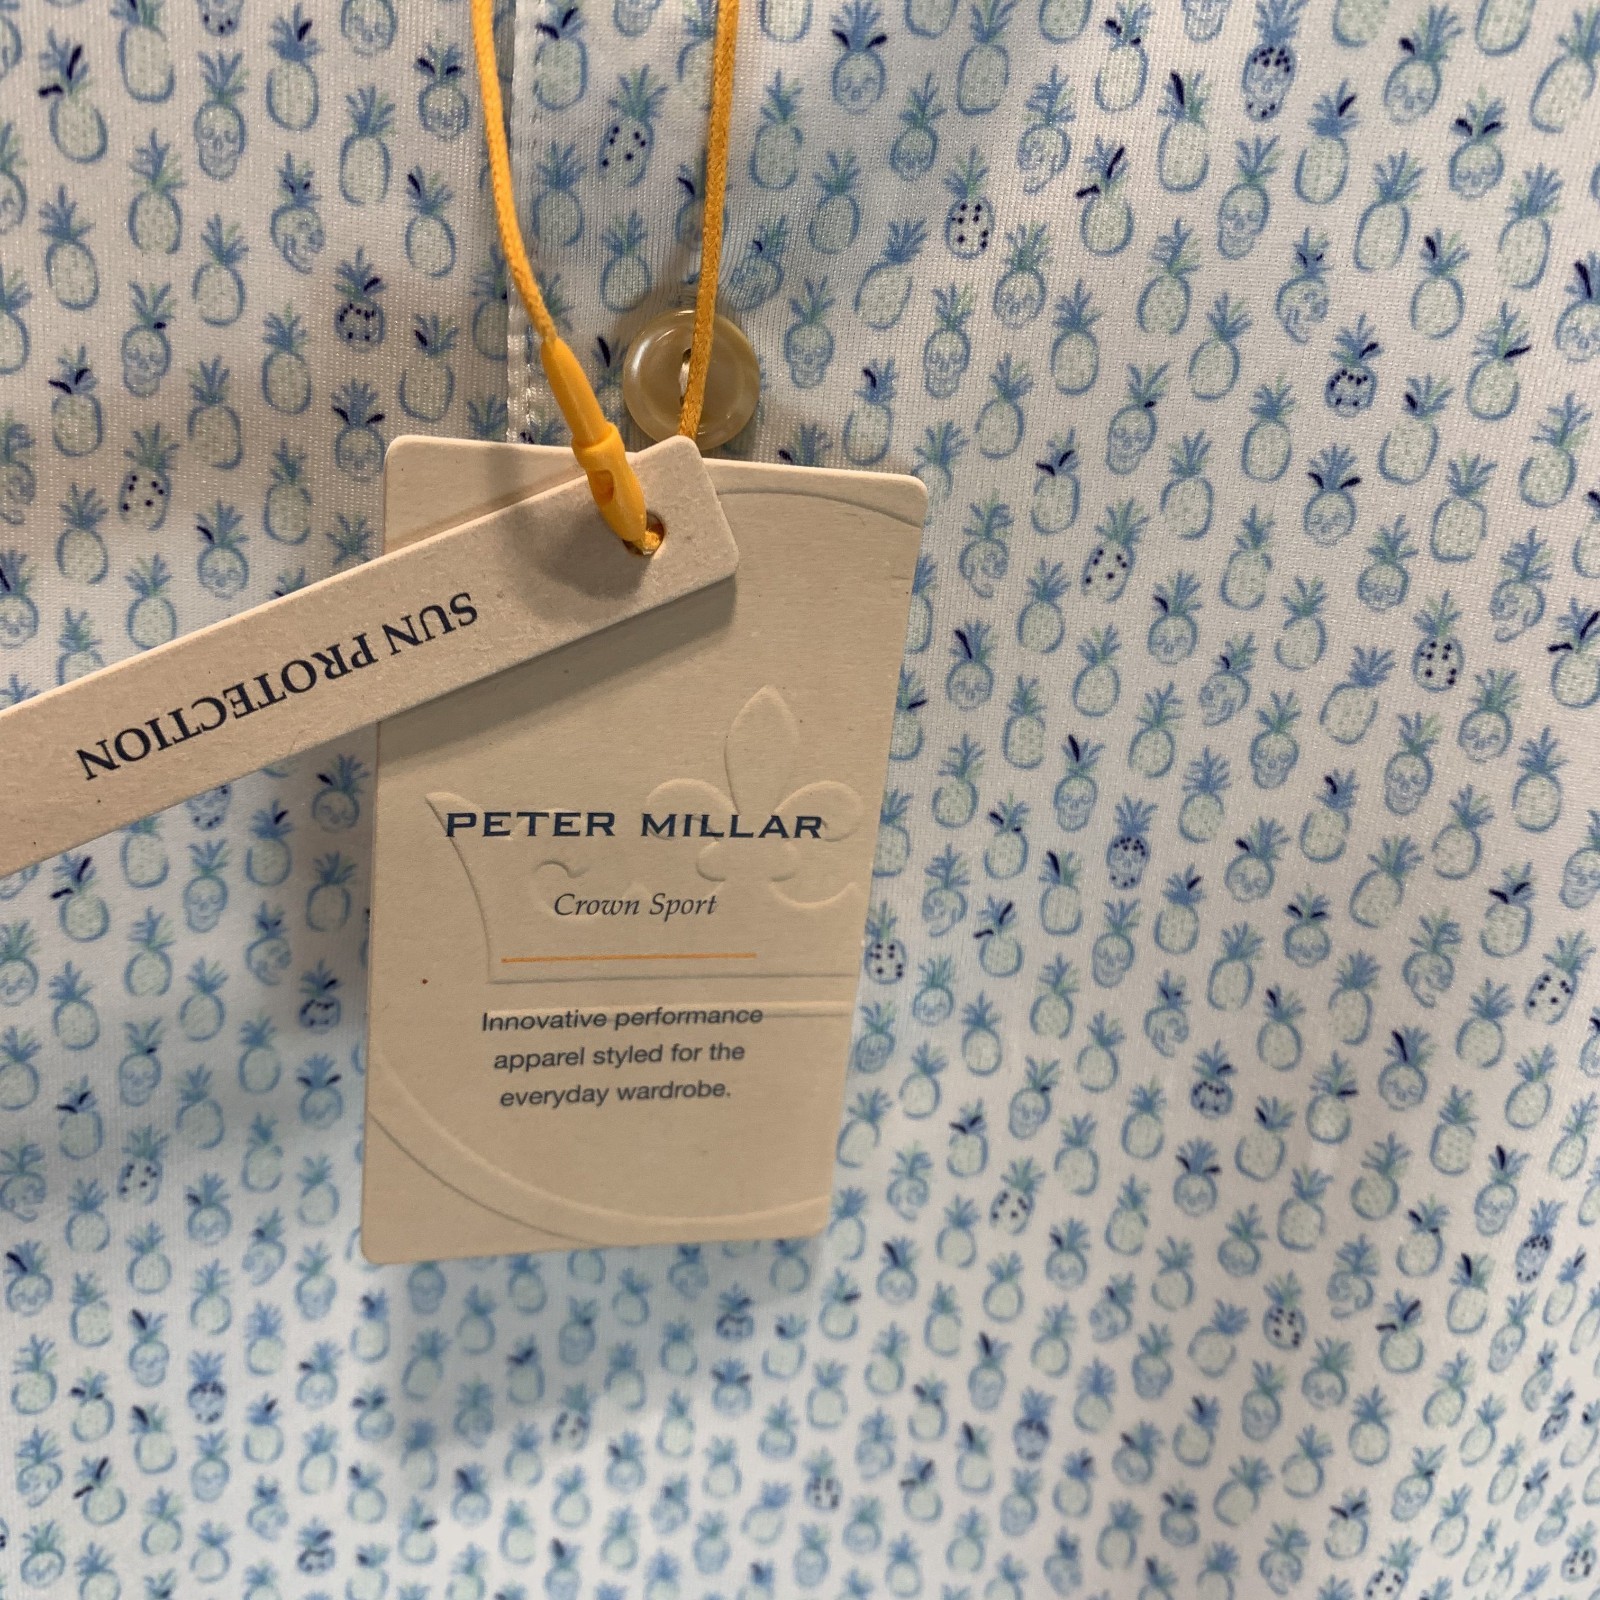 SUN PROTECTION
PETER MILLAR
Crown Sport
Innovative performance
apparel styled for the
everyday wardrobe.